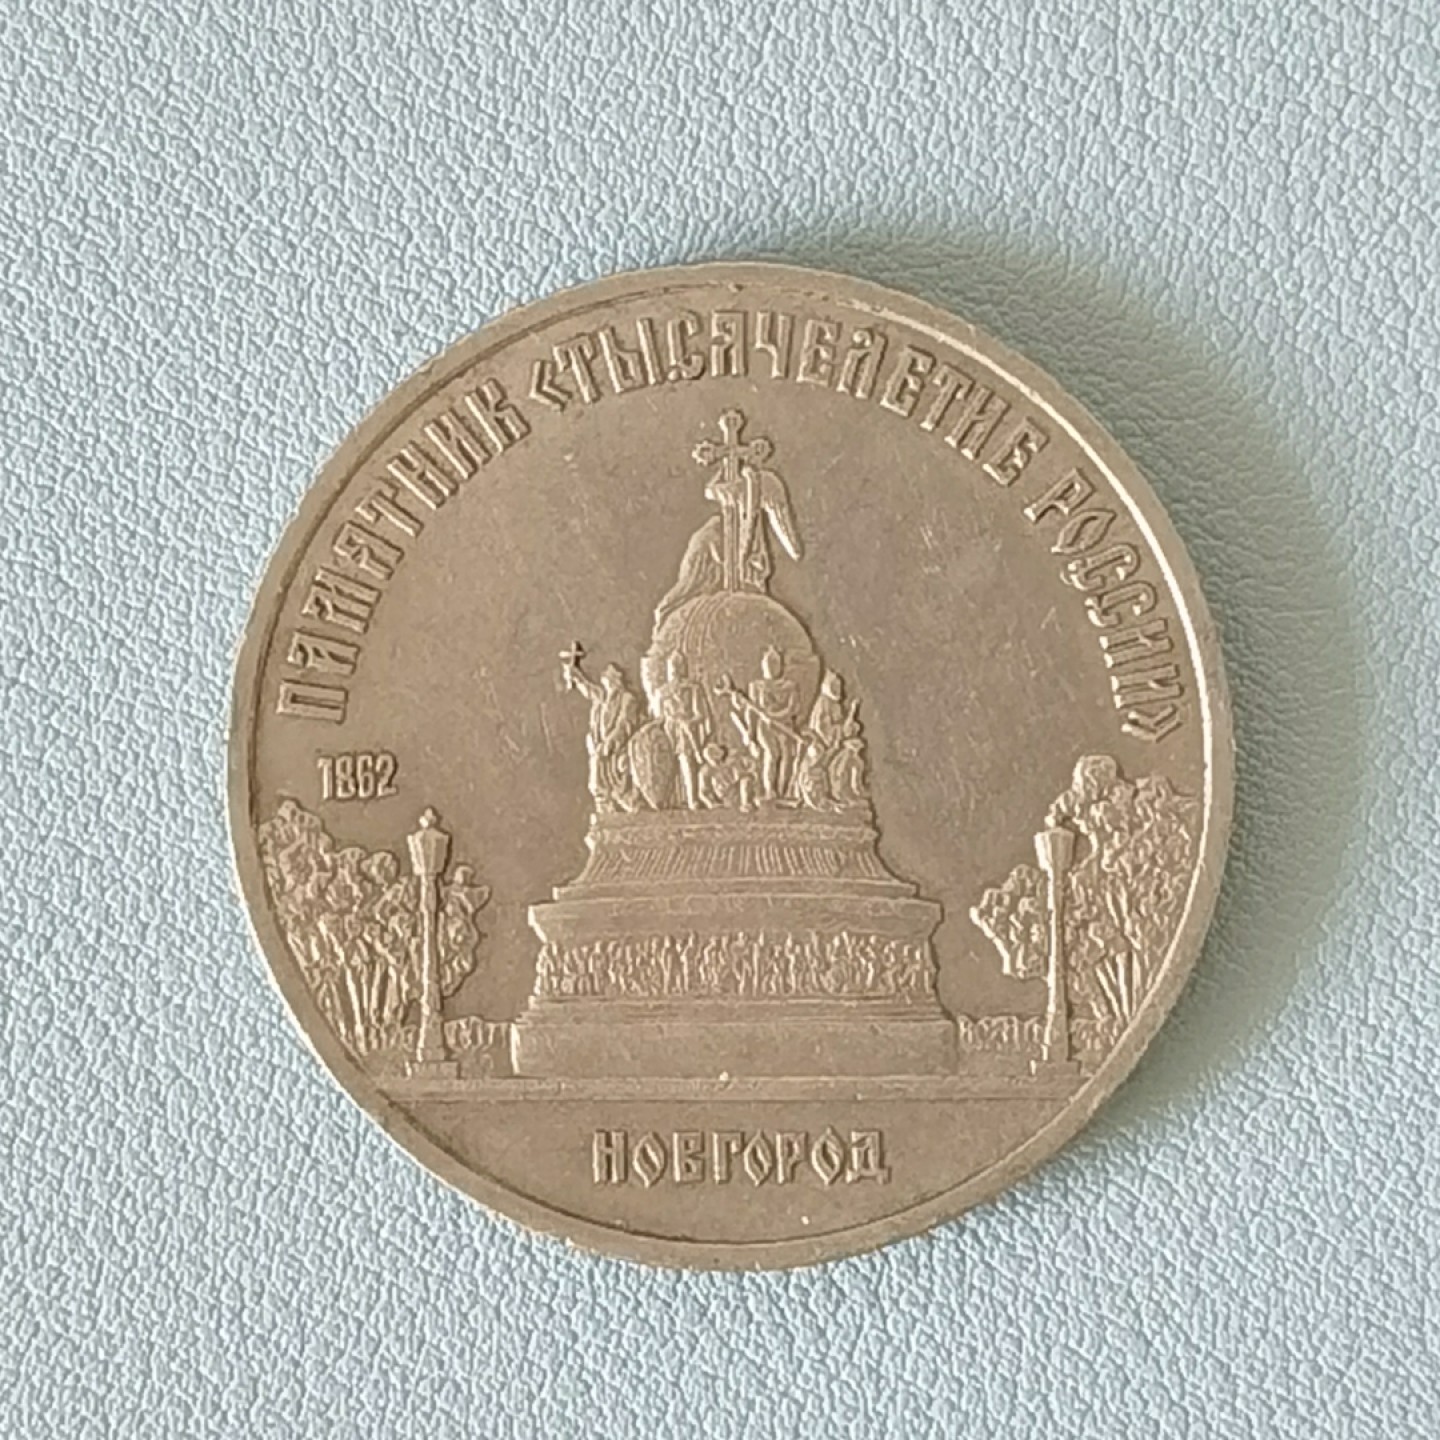 ПАМЯТНИК «ТЫСЯЧЕЛЕТИЕ РОССИИ»
1862
НОВГОРОД